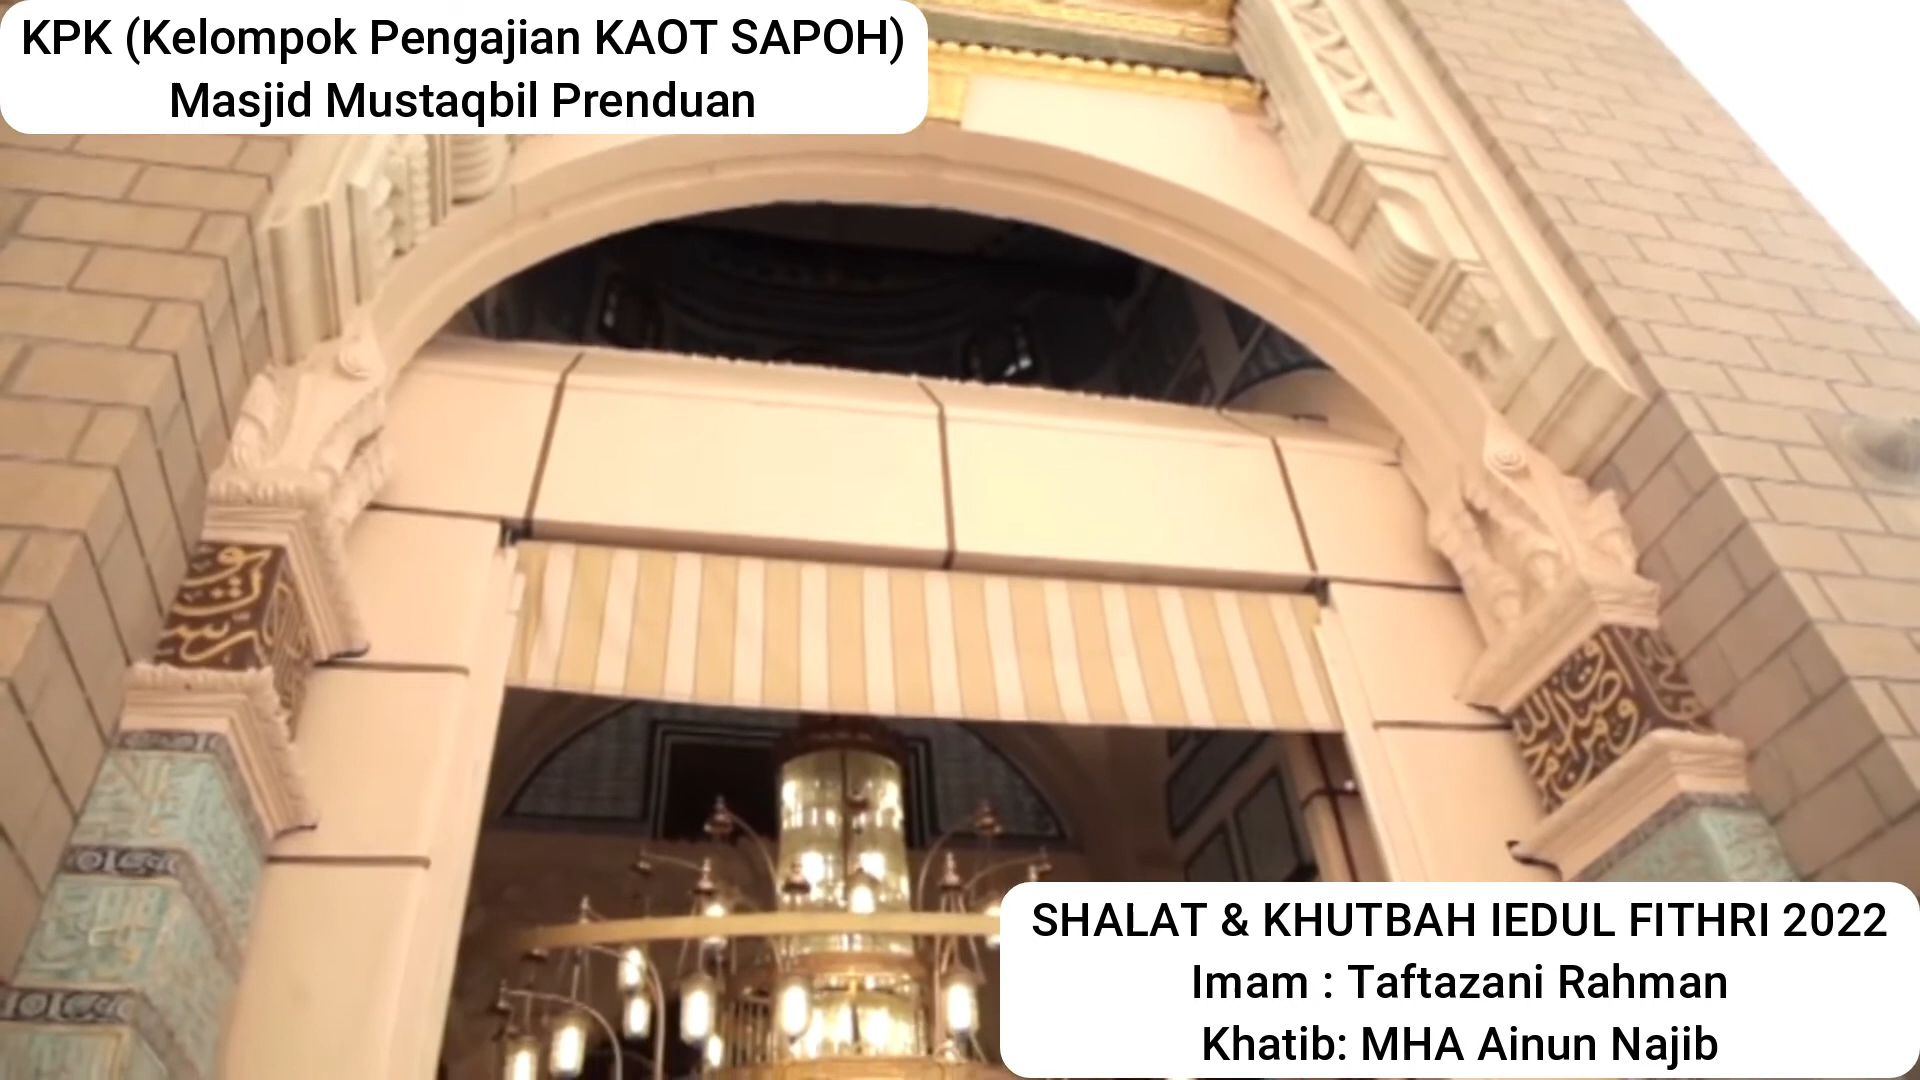 KPK (Kelompok Pengajian KAOT SAPOH)
Masjid Mustaqbil Prenduan
SHALAT & KHUTBAH IEDUL FITHRI 2022
Imam : Taftazani Rahman
Khatib: MHA Ainun Najib